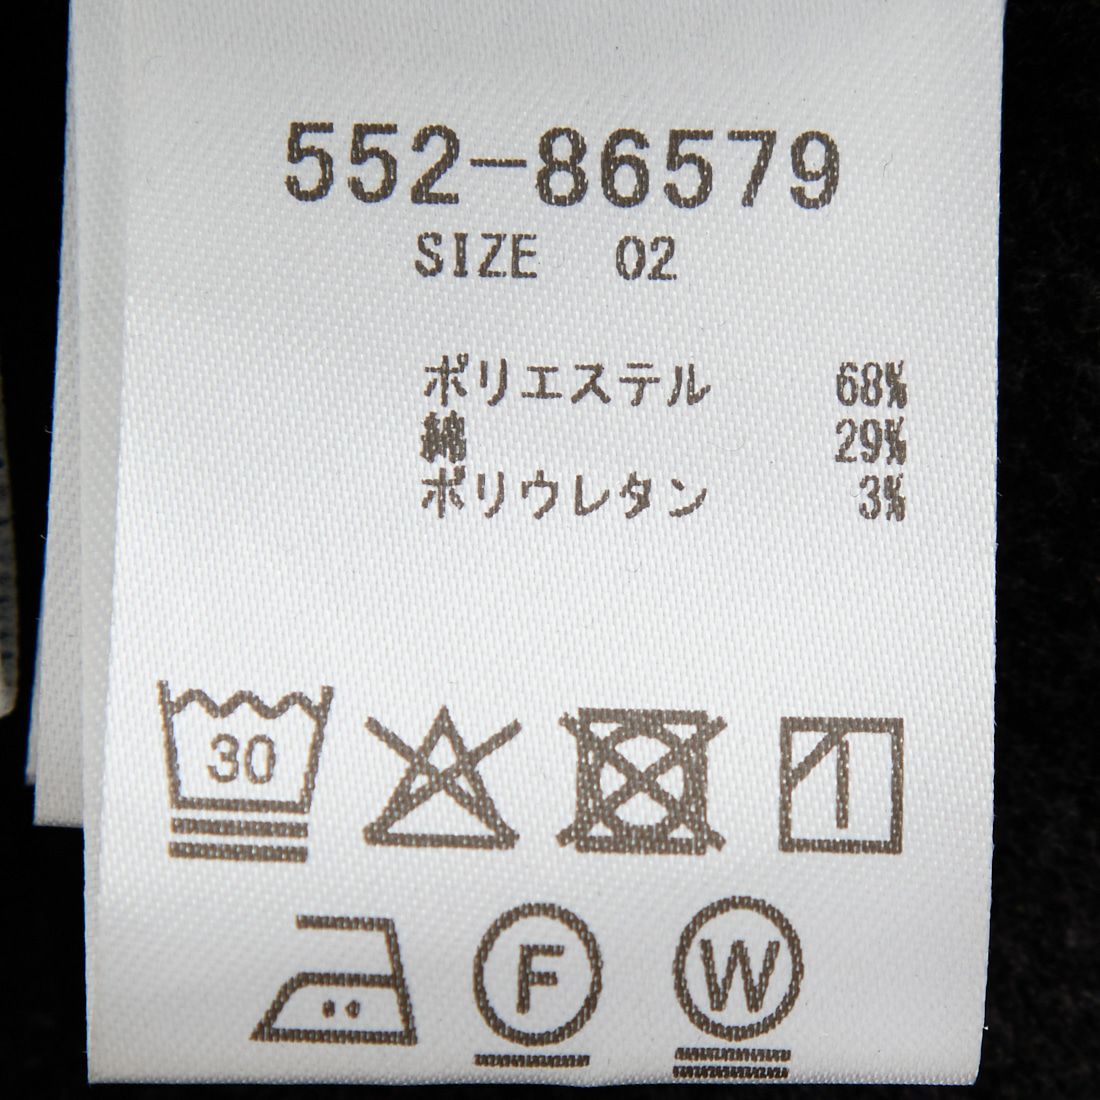 552-86579
SIZE 02
ポリエステル 68%
綿 29%
ポリウレタン 3%
30
F
W